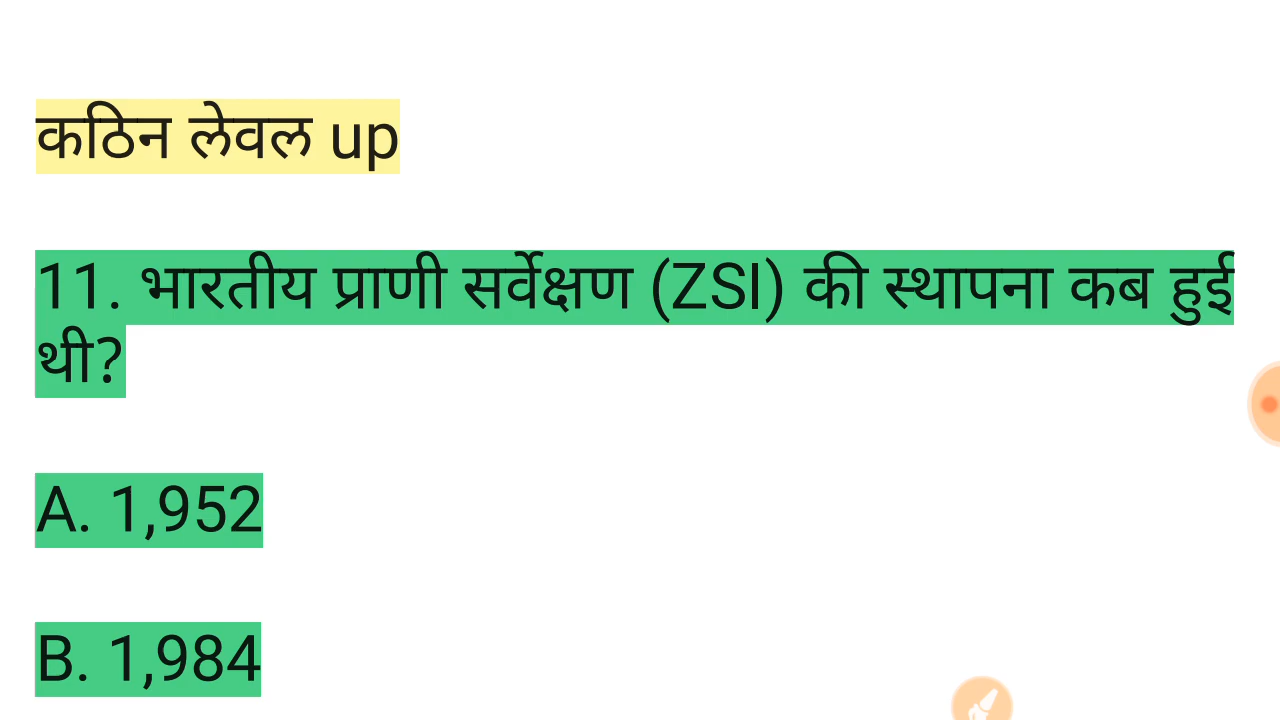 कठिन लेवल up
11. भारतीय प्राणी सर्वेक्षण (ZSI) की स्थापना कब हुई
थी?
A. 1,952
B. 1,984